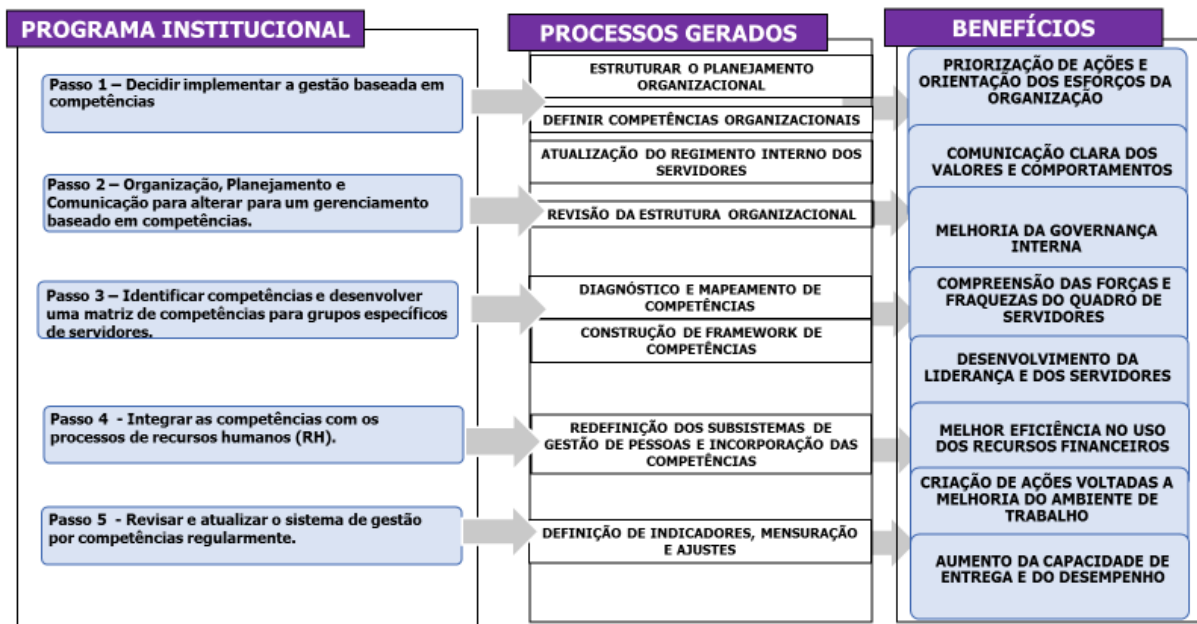 PROGRAMA INSTITUCIONAL
Passo 1 – Decidir implementar a gestão baseada em
competências
Passo 2 – Organização, Planejamento e
Comunicação para alterar para um gerenciamento
baseado em competências.
Passo 3 – Identificar competências e desenvolver
uma matriz de competências para grupos específicos
de servidores.
Passo 4 - Integrar as competências com os
processos de recursos humanos (RH).
Passo 5 - Revisar e atualizar o sistema de gestão
por competências regularmente.
PROCESSOS GERADOS
ESTRUTURAR O PLANEJAMENTO
ORGANIZACIONAL
DEFINIR COMPETÊNCIAS ORGANIZACIONAIS
ATUALIZAÇÃO DO REGIMENTO INTERNO DOS
SERVIDORES
REVISÃO DA ESTRUTURA ORGANIZACIONAL
DIAGNÓSTICO E MAPEAMENTO DE
COMPETÊNCIAS
CONSTRUÇÃO DE FRAMEWORK DE
COMPETÊNCIAS
REDEFINIÇÃO DOS SUBSISTEMAS DE
GESTÃO DE PESSOAS E INCORPORAÇÃO DAS
COMPETÊNCIAS
DEFINIÇÃO DE INDICADORES, MENSURAÇÃO
E AJUSTES
BENEFÍCIOS
PRIORIZAÇÃO DE AÇÕES E
ORIENTAÇÃO DOS ESFORÇOS DA
ORGANIZAÇÃO
COMUNICAÇÃO CLARA DOS
VALORES E COMPORTAMENTOS
MELHORIA DA GOVERNANÇA
INTERNA
COMPREENSÃO DAS FORÇAS E
FRAQUEZAS DO QUADRO DE
SERVIDORES
DESENVOLVIMENTO DA
LIDERANÇA E DOS SERVIDORES
MELHOR EFICIÊNCIA NO USO
DOS RECURSOS FINANCEIROS
CRIAÇÃO DE AÇÕES VOLTADAS A
MELHORIA DO AMBIENTE DE
TRABALHO
AUMENTO DA CAPACIDADE DE
ENTREGA E DO DESEMPENHO